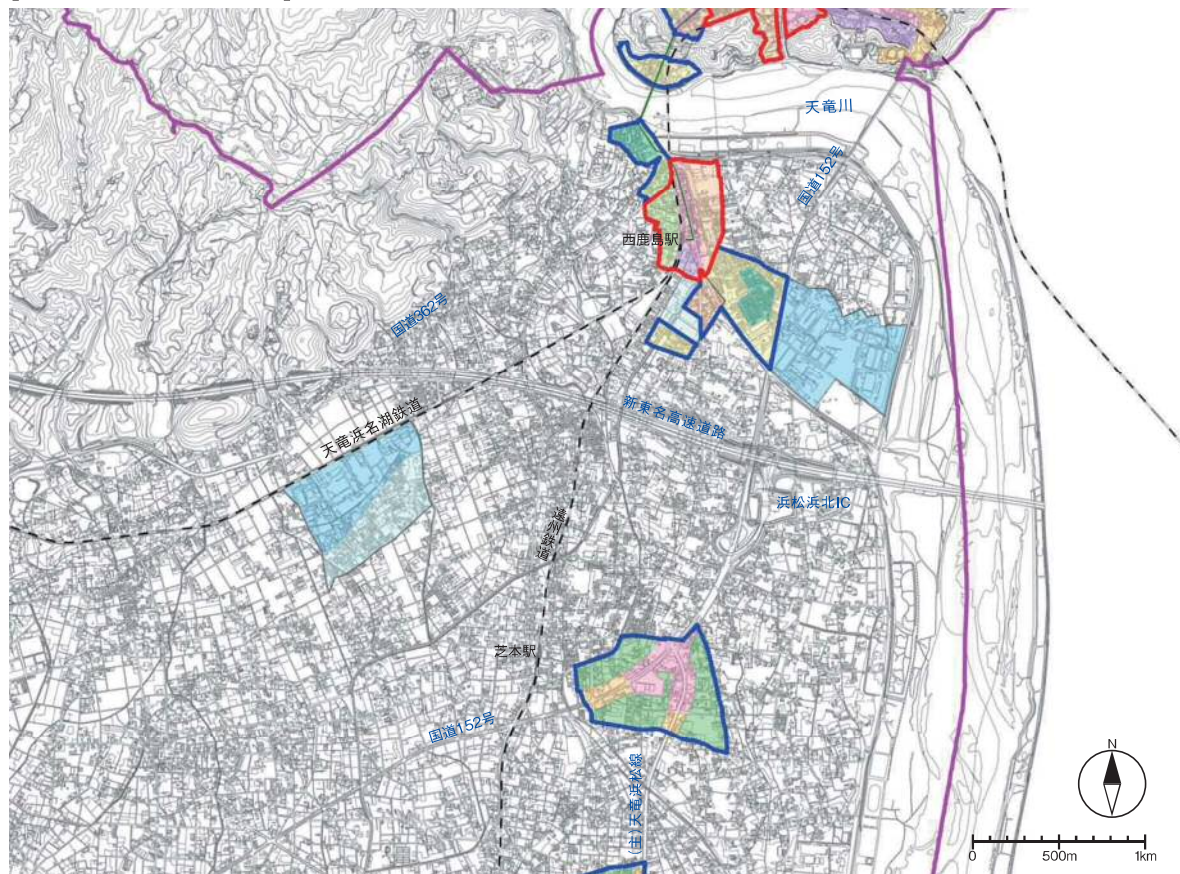 天竜川
国道152号
西鹿島駅
国道362号
新東名高速道路
天竜浜名湖鉄道
浜松浜北IC
遠州鉄道
芝本駅
国道152号
(主)天竜浜松線
N
0 500m 1km